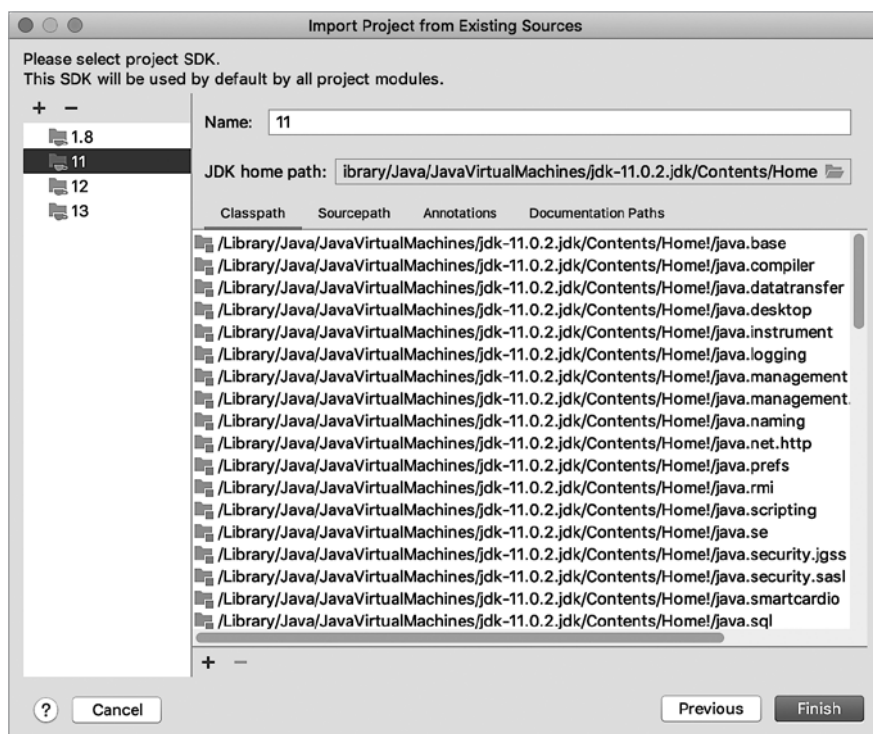 Import Project from Existing Sources
Please select project SDK.
This SDK will be used by default by all project modules.
+ −
1.8
11
12
13
Name: 11
JDK home path: ibrary/Java/JavaVirtualMachines/jdk-11.0.2.jdk/Contents/Home
Classpath Sourcepath Annotations Documentation Paths
/Library/Java/JavaVirtualMachines/jdk-11.0.2.jdk/Contents/Home!/java.base
/Library/Java/JavaVirtualMachines/jdk-11.0.2.jdk/Contents/Home!/java.compiler
/Library/Java/JavaVirtualMachines/jdk-11.0.2.jdk/Contents/Home!/java.datatransfer
/Library/Java/JavaVirtualMachines/jdk-11.0.2.jdk/Contents/Home!/java.desktop
/Library/Java/JavaVirtualMachines/jdk-11.0.2.jdk/Contents/Home!/java.instrument
/Library/Java/JavaVirtualMachines/jdk-11.0.2.jdk/Contents/Home!/java.logging
/Library/Java/JavaVirtualMachines/jdk-11.0.2.jdk/Contents/Home!/java.management
/Library/Java/JavaVirtualMachines/jdk-11.0.2.jdk/Contents/Home!/java.management.
/Library/Java/JavaVirtualMachines/jdk-11.0.2.jdk/Contents/Home!/java.naming
/Library/Java/JavaVirtualMachines/jdk-11.0.2.jdk/Contents/Home!/java.net.http
/Library/Java/JavaVirtualMachines/jdk-11.0.2.jdk/Contents/Home!/java.prefs
/Library/Java/JavaVirtualMachines/jdk-11.0.2.jdk/Contents/Home!/java.rmi
/Library/Java/JavaVirtualMachines/jdk-11.0.2.jdk/Contents/Home!/java.scripting
/Library/Java/JavaVirtualMachines/jdk-11.0.2.jdk/Contents/Home!/java.se
/Library/Java/JavaVirtualMachines/jdk-11.0.2.jdk/Contents/Home!/java.security.jgss
/Library/Java/JavaVirtualMachines/jdk-11.0.2.jdk/Contents/Home!/java.security.sasl
/Library/Java/JavaVirtualMachines/jdk-11.0.2.jdk/Contents/Home!/java.smartcardio
/Library/Java/JavaVirtualMachines/jdk-11.0.2.jdk/Contents/Home!/java.sql
+ −
? Cancel Previous Finish